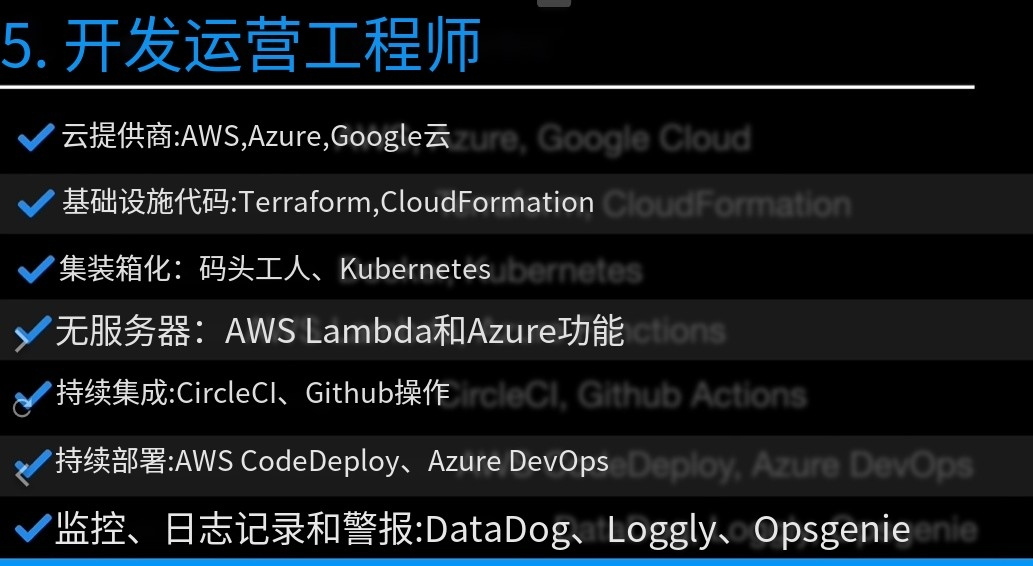 5. 开发运营工程师
云提供商:AWS,Azure,Google云
基础设施代码:Terraform,CloudFormation
集装箱化：码头工人、Kubernetes
无服务器：AWS Lambda和Azure功能
持续集成:CircleCI、Github操作
持续部署:AWS CodeDeploy、Azure DevOps
监控、日志记录和警报:DataDog、Loggly、Opsgenie